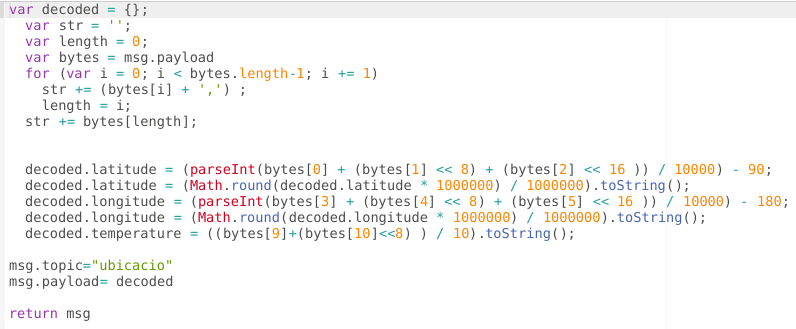 var decoded = {};
  var str = '';
  var length = 0;
  var bytes = msg.payload
  for (var i = 0; i < bytes.length-1; i += 1)
    str += (bytes[i] + ',') ;
    length = i;
  str += bytes[length];


  decoded.latitude = (parseInt(bytes[0] + (bytes[1] << 8) + (bytes[2] << 16 )) / 10000) - 90;
  decoded.latitude = (Math.round(decoded.latitude * 1000000) / 1000000).toString();
  decoded.longitude = (parseInt(bytes[3] + (bytes[4] << 8) + (bytes[5] << 16 )) / 10000) - 180;
  decoded.longitude = (Math.round(decoded.longitude * 1000000) / 1000000).toString();
  decoded.temperature = ((bytes[9]+(bytes[10]<<8) ) / 10).toString();

msg.topic="ubicacio"
msg.payload= decoded

return msg